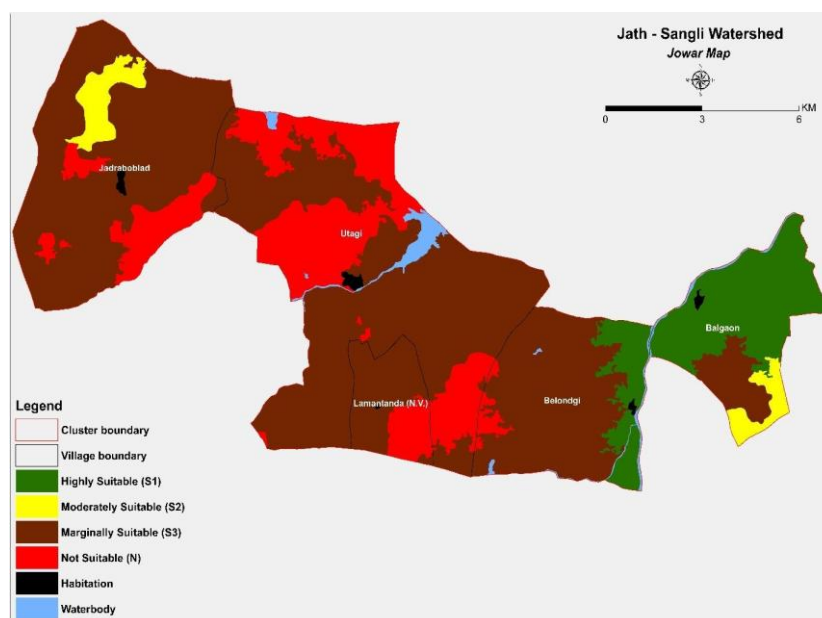 Jath - Sangli Watershed
Jowar Map
KM
0 3 6
Jadraboblad
Utagi
Balgaon
Lamantanda (N.V.)
Belondgi
Legend
Cluster boundary
Village boundary
Highly Suitable (S1)
Moderately Suitable (S2)
Marginally Suitable (S3)
Not Suitable (N)
Habitation
Waterbody